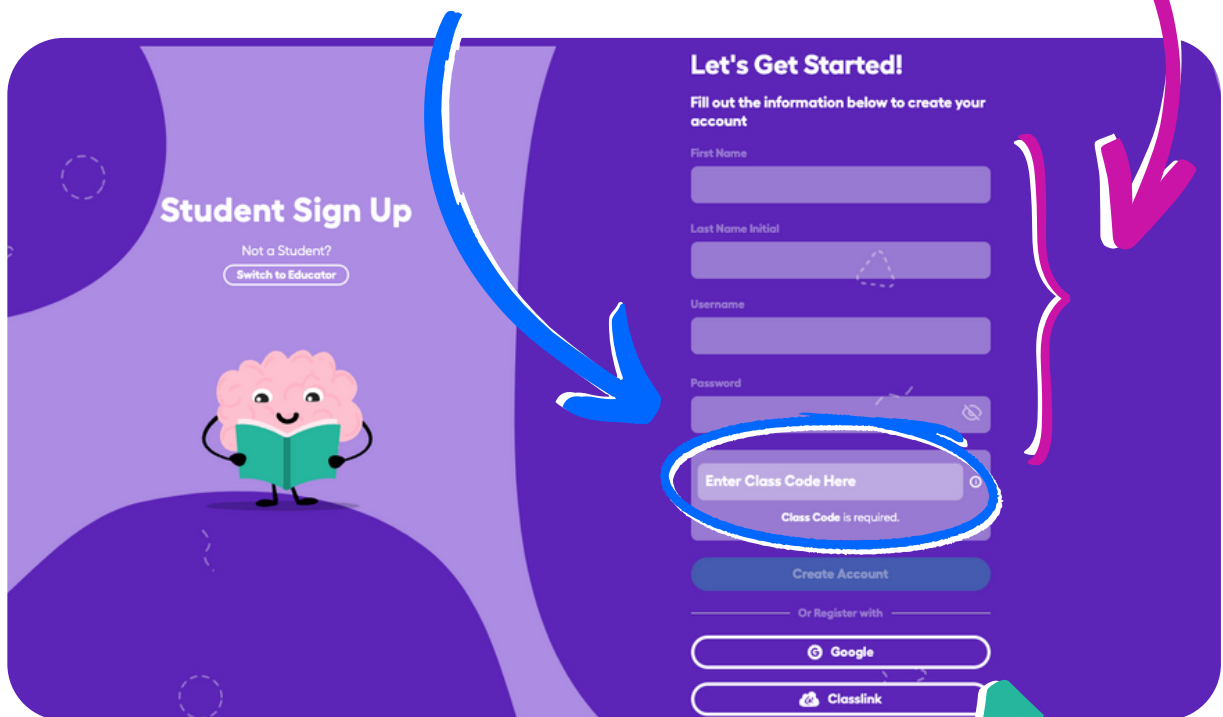 Student Sign Up
Not a Student?
Switch to Educator
Let's Get Started!
Fill out the information below to create your
account
First Name
Last Name Initial
Username
Password
Enter Class Code Here
Class Code is required.
Create Account
Or Register with
Google
Classlink